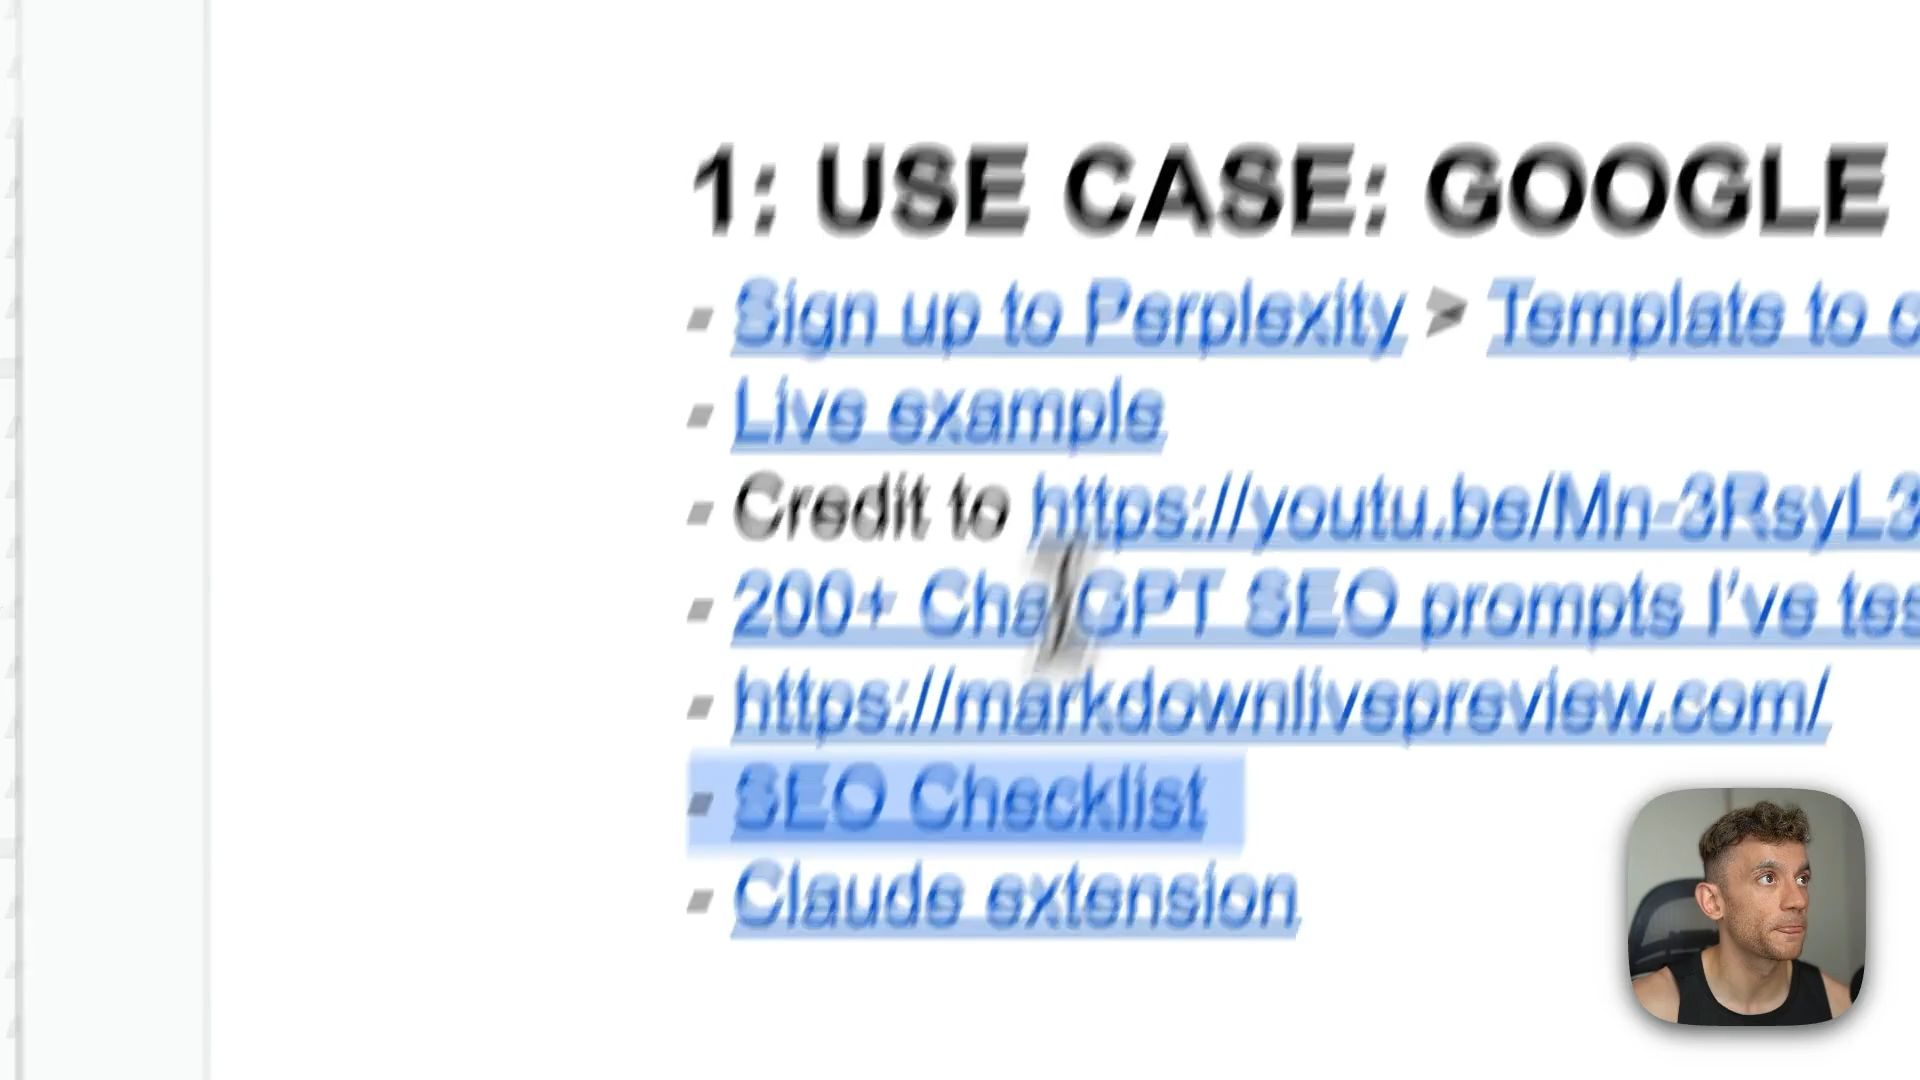 1: USE CASE: GOOGLE
- Sign up to Perplexity > Template to
- Live example
- Credit to https://youtu.be/Mn-3RsyL3
- 200+ ChatGPT SEO prompts I've tes
- https://markdownlivepreview.com/
- SEO Checklist
- Claude extension